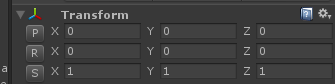 Transform
P X 0 Y 0 Z 0
R X 0 Y 0 Z 0
S X 1 Y 1 Z 1